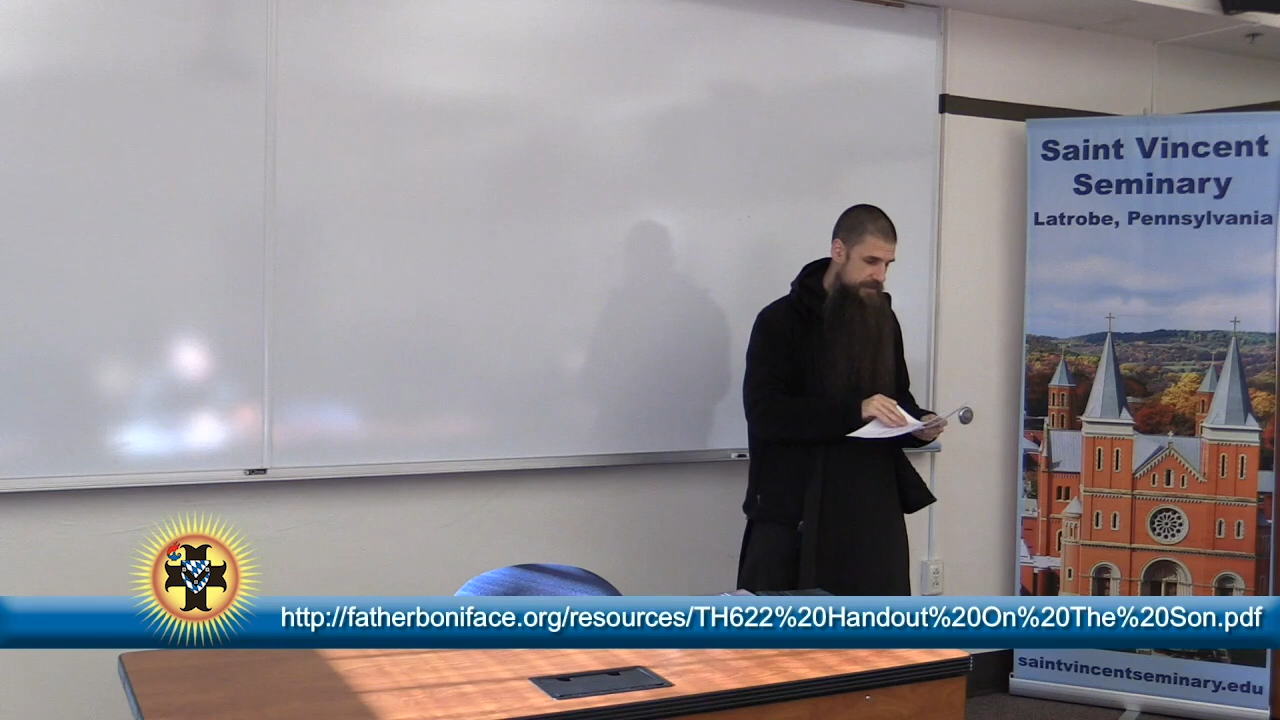 Saint Vincent
Seminary
Latrobe, Pennsylvania
http://fatherboniface.org/resources/TH622%20Handout%20On%20The%20Son.pdf
saintvincentseminary.edu